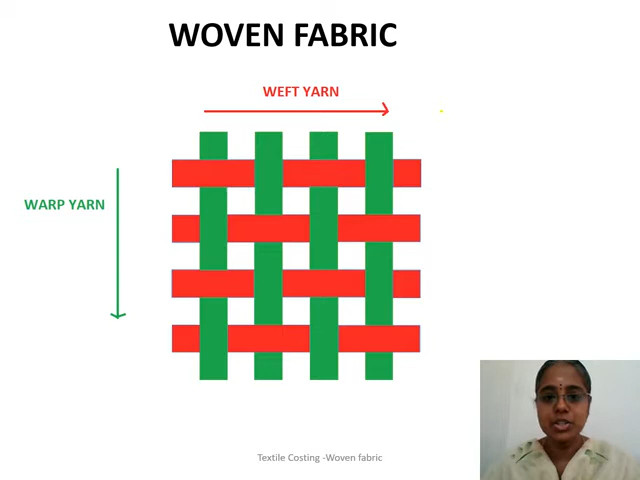 WOVEN FABRIC
WEFT YARN
WARP YARN
Textile Costing -Woven fabric